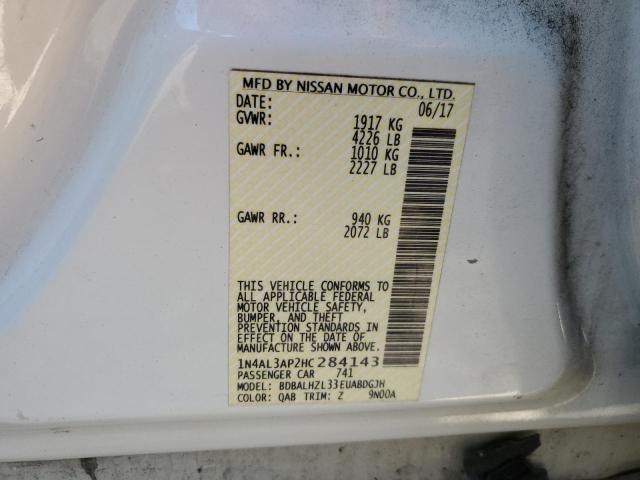 MFD BY NISSAN MOTOR CO., LTD.
DATE: 06/17
GVWR: 1917 KG
4226 LB
GAWR FR.: 1010 KG
2227 LB
GAWR RR.: 940 KG
2072 LB
THIS VEHICLE CONFORMS TO
ALL APPLICABLE FEDERAL
MOTOR VEHICLE SAFETY,
BUMPER, AND THEFT
PREVENTION STANDARDS IN
EFFECT ON THE DATE OF
MANUFACTURE SHOWN ABOVE.
1N4AL3AP2HC284143
PASSENGER CAR 741
MODEL: BDBALHZL33EUABDGJH
COLOR: QAB TRIM: Z 9N00A